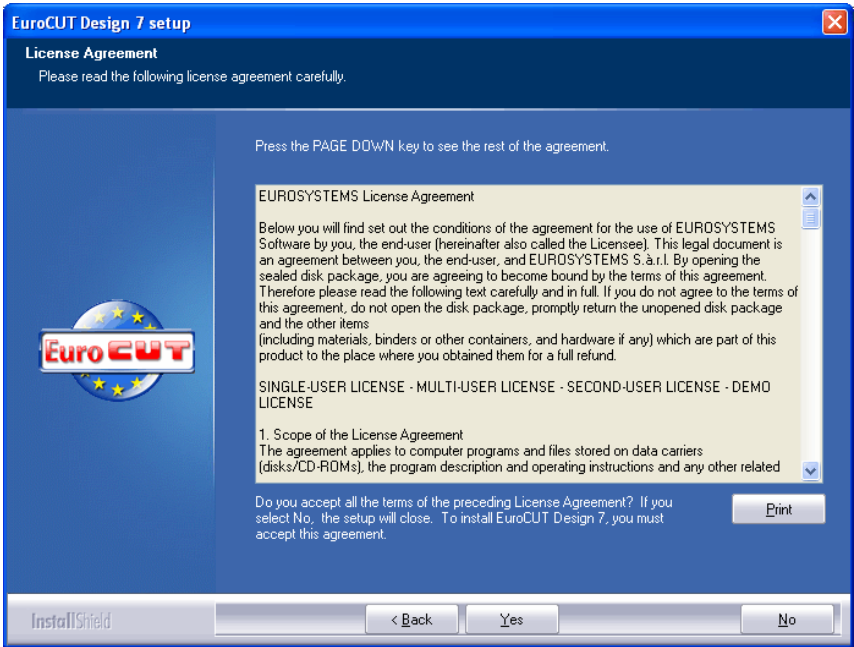 EuroCUT Design 7 setup
License Agreement
Please read the following license agreement carefully.
Press the PAGE DOWN key to see the rest of the agreement.
EUROSYSTEMS License Agreement
Below you will find set out the conditions of the agreement for the use of EUROSYSTEMS
Software by you, the end-user (hereinafter also called the Licensee). This legal document is
an agreement between you, the end-user, and EUROSYSTEMS S.à.r.l. By opening the
sealed disk package, you are agreeing to become bound by the terms of this agreement.
Therefore please read the following text carefully and in full. If you do not agree to the terms of
this agreement, do not open the disk package, promptly return the unopened disk package
and the other items
(including materials, binders or other containers, and hardware if any) which are part of this
product to the place where you obtained them for a full refund.
SINGLE-USER LICENSE - MULTI-USER LICENSE - SECOND-USER LICENSE - DEMO
LICENSE
1. Scope of the License Agreement
The agreement applies to computer programs and files stored on data carriers
(disks/CD-ROMs), the program description and operating instructions and any other related
Euro CUT
Do you accept all the terms of the preceding License Agreement? If you
select No, the setup will close. To install EuroCUT Design 7, you must
accept this agreement.
Print
InstallShield
< Back
Yes
No